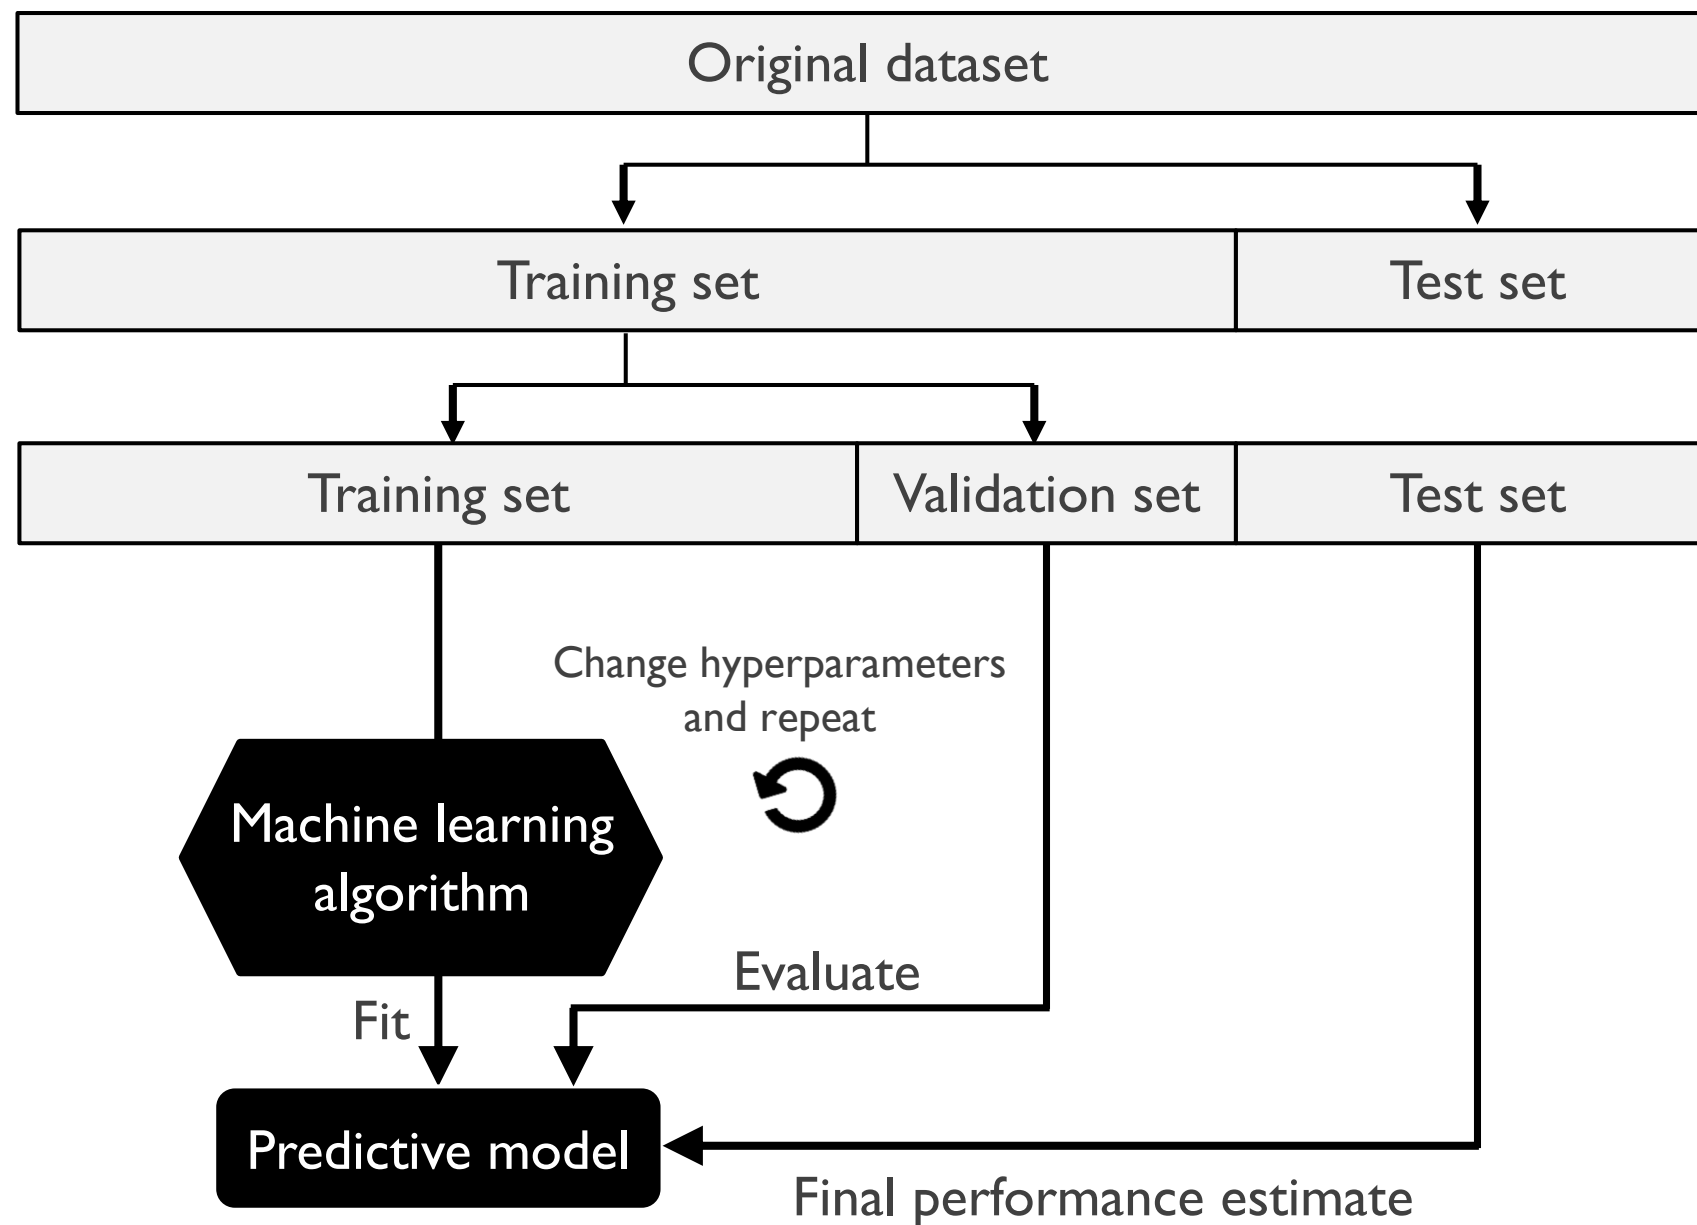 Original dataset
Training set
Test set
Training set
Validation set
Test set
Change hyperparameters
and repeat
Machine learning
algorithm
Evaluate
Fit
Predictive model
Final performance estimate